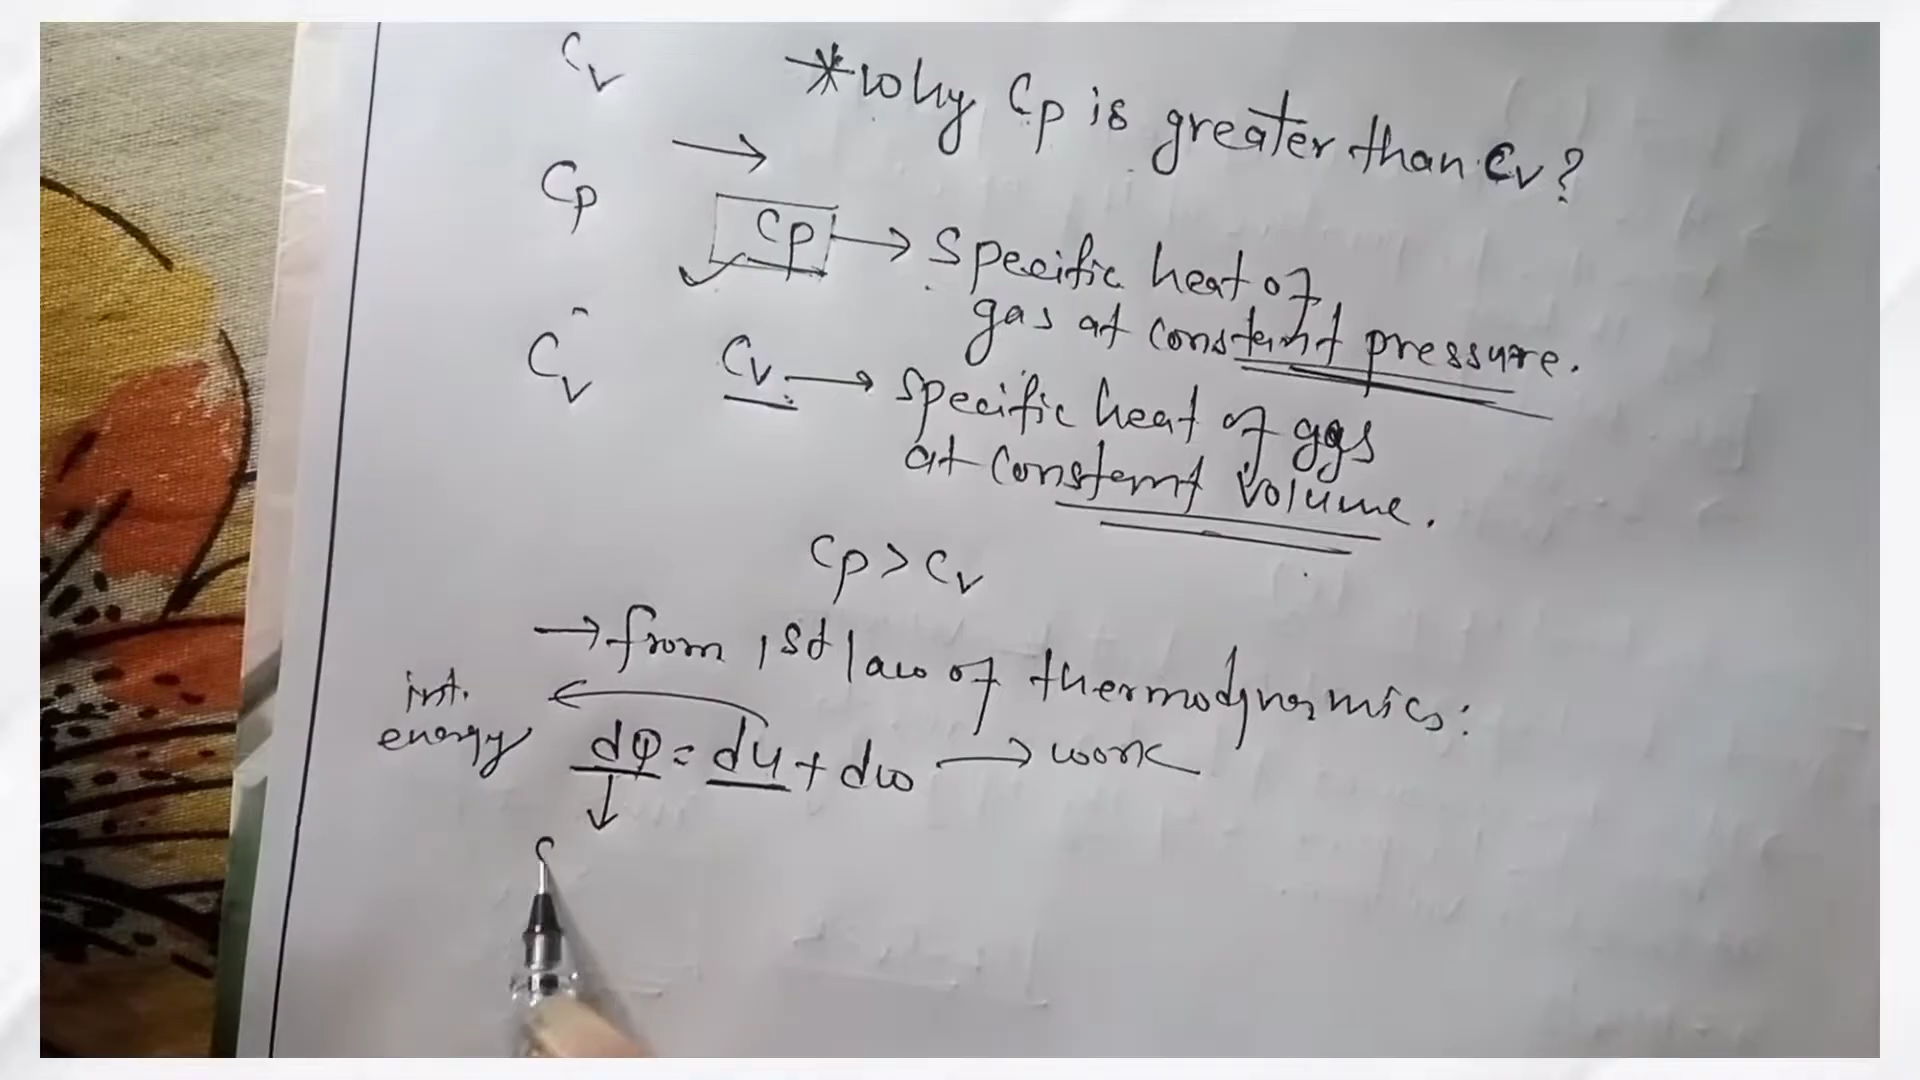 Cv
*Why Cp is greater than Cv?
→
Cp
Cp → Specific heat of
gas at constant pressure.
Cv
Cv → specific heat of gas
at constant volume.
Cp > Cv
→ from 1st law of thermodynamics:
int.
energy
dQ = du + dw → work